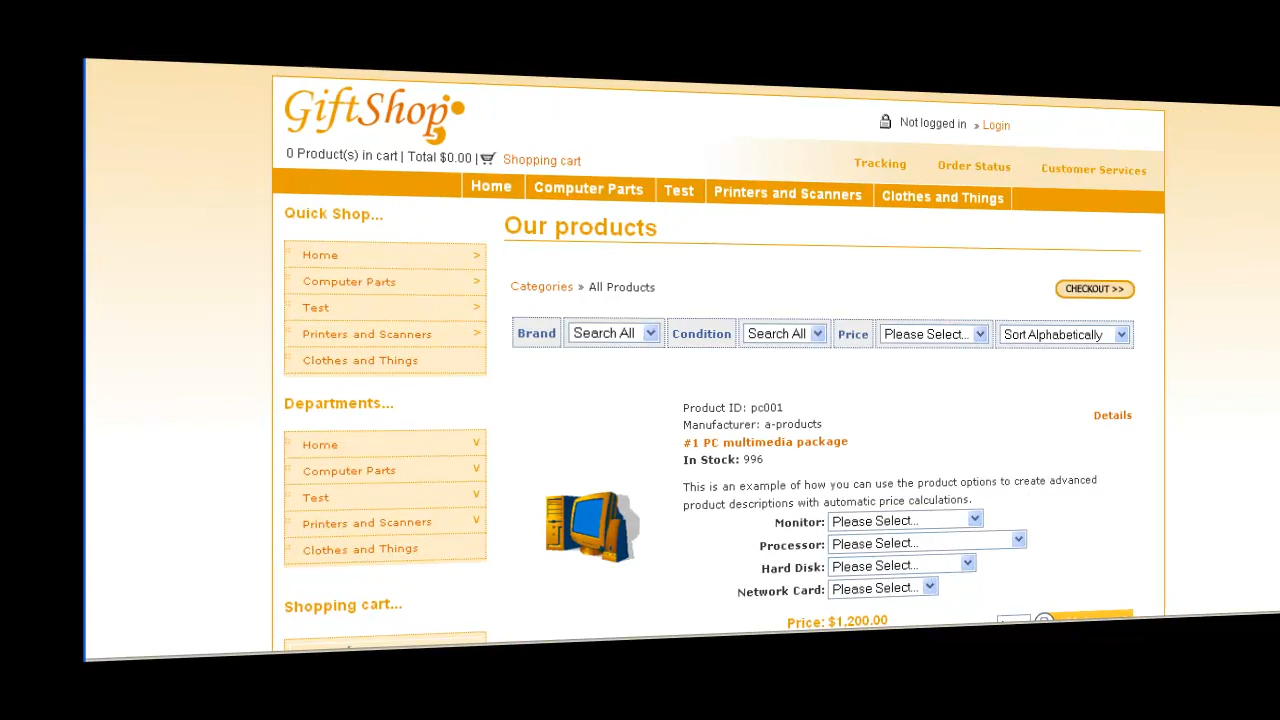 GiftShop
Not logged in » Login
0 Product(s) in cart | Total $0.00 | Shopping cart
Tracking Order Status Customer Services
Home Computer Parts Test Printers and Scanners Clothes and Things
Quick Shop...
Home >
Computer Parts >
Test >
Printers and Scanners >
Clothes and Things
Departments...
Home v
Computer Parts v
Test v
Printers and Scanners v
Clothes and Things
Shopping cart...
Our products
Categories » All Products
CHECKOUT >>
Brand Search All Condition Search All Price Please Select... Sort Alphabetically
Product ID: pc001
Details
Manufacturer: a-products
#1 PC multimedia package
In Stock: 996
This is an example of how you can use the product options to create advanced
product descriptions with automatic price calculations.
Monitor: Please Select...
Processor: Please Select...
Hard Disk: Please Select...
Network Card: Please Select...
Price: $1,200.00